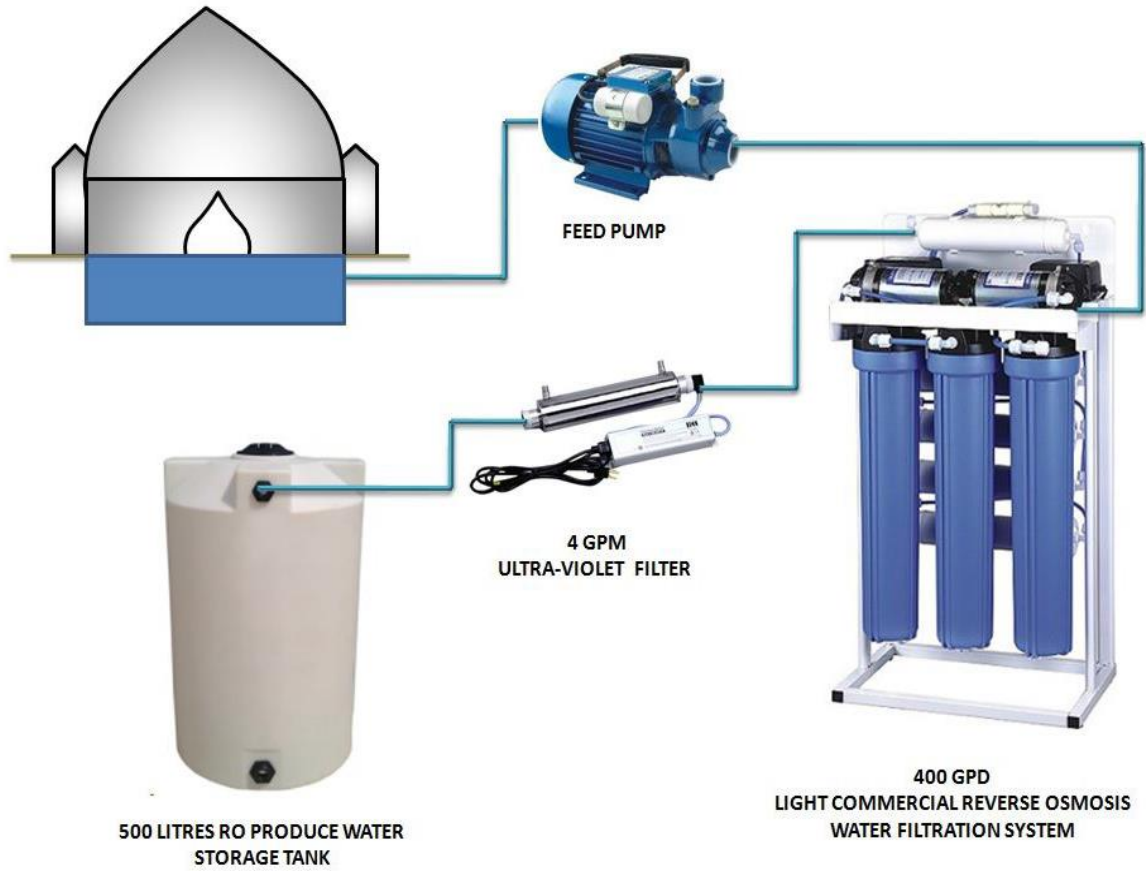 FEED PUMP
4 GPM
ULTRA-VIOLET FILTER
400 GPD
LIGHT COMMERCIAL REVERSE OSMOSIS
WATER FILTRATION SYSTEM
500 LITRES RO PRODUCE WATER
STORAGE TANK